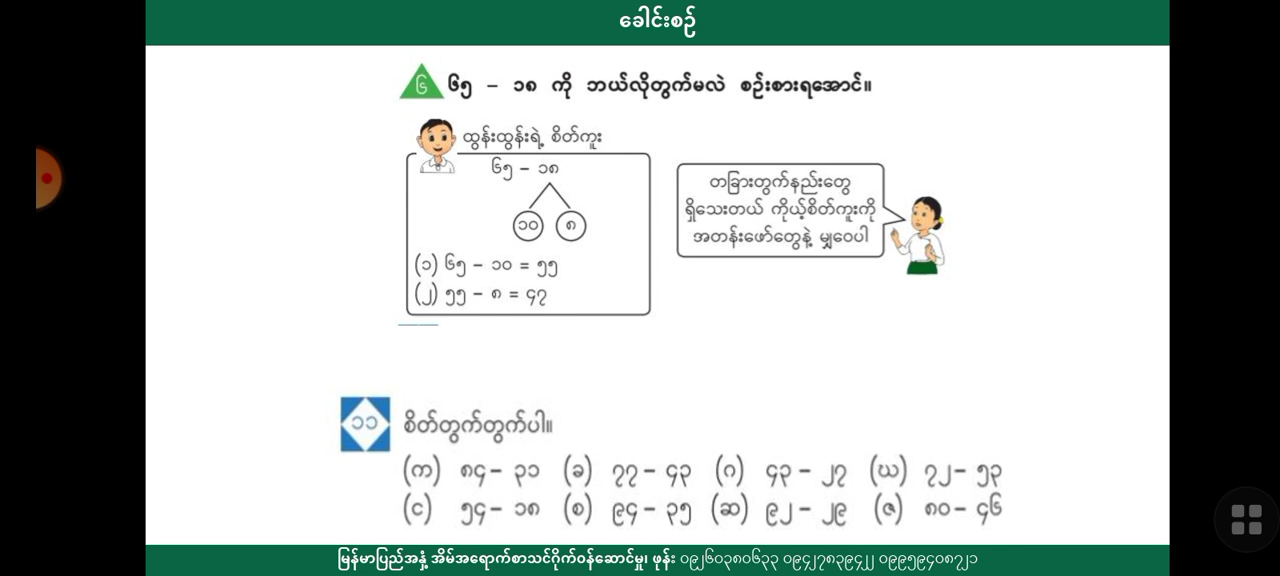 ခေါင်းစဉ်
၆ ၆၅ – ၁၈ ကို ဘယ်လိုတွက်မလဲ စဉ်းစားရအောင်။
ထွန်းထွန်းရဲ့ စိတ်ကူး
၆၅ – ၁၈
၁၀ ၈
(၁) ၆၅ – ၁၀ = ၅၅
(၂) ၅၅ – ၈ = ၄၇
တခြားတွက်နည်းတွေ
ရှိသေးတယ် ကိုယ့်စိတ်ကူးကို
အတန်းဖော်တွေနဲ့ မျှဝေပါ
၁၁ စိတ်တွက်တွက်ပါ။
(က) ၈၄ – ၃၁ (ခ) ၇၇ – ၄၃ (ဂ) ၄၃ – ၂၇ (ဃ) ၇၂ – ၅၃
(င) ၅၄ – ၁၈ (စ) ၉၄ – ၃၅ (ဆ) ၉၂ – ၂၉ (ဇ) ၈၀ – ၄၆
မြန်မာပြည်အနှံ့ အိမ်အရောက်စာသင်ဂိုက်ဝန်ဆောင်မှု၊ ဖုန်း ၀၉၂၆၀၃၈၀၆၃၃ ၀၉၄၂၇၈၃၉၄၂၂ ၀၉၉၅၉၄၀၈၇၂၁